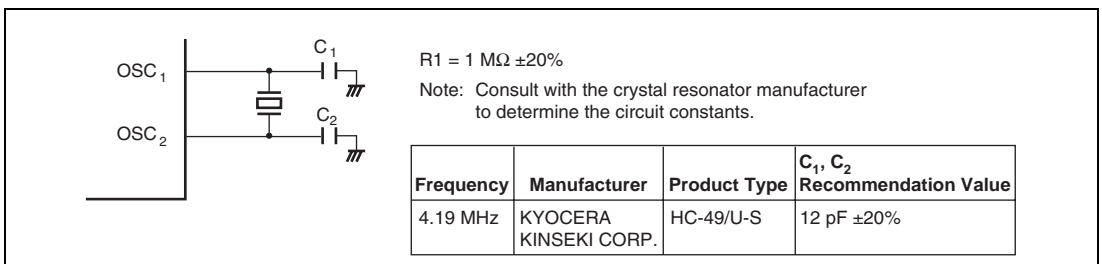 OSC1
C1
OSC2
C2
R1 = 1 MΩ ±20%
Note: Consult with the crystal resonator manufacturer
to determine the circuit constants.
Frequency Manufacturer Product Type C1, C2 Recommendation Value
4.19 MHz KYOCERA KINSEKI CORP. HC-49/U-S 12 pF ±20%